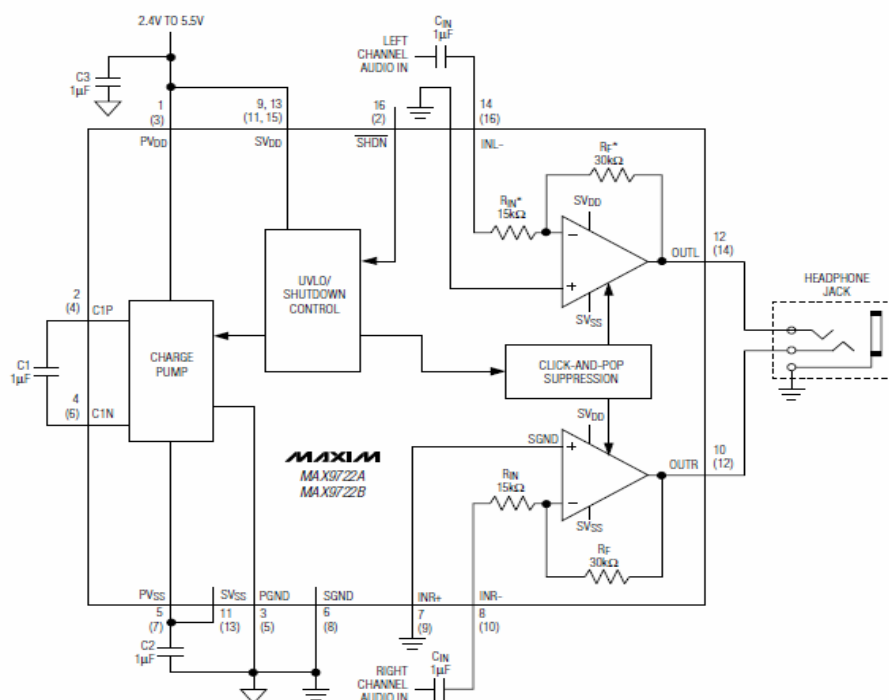 2.4V TO 5.5V
CIN
1µF
LEFT
CHANNEL
AUDIO IN
C3
1µF
1
(3)
9, 13
(11, 15)
16
(2)
14
(16)
PVDD
SVDD
SHDN
INL-
RF*
30kΩ
RIN*
15kΩ
SVDD
12
(14)
OUTL
HEADPHONE
JACK
UVLO/
SHUTDOWN
CONTROL
SVSS
2
(4)
C1P
CHARGE
PUMP
CLICK-AND-POP
SUPPRESSION
C1
1µF
4
(6)
C1N
SVDD
SGND
10
(12)
OUTR
MAXIM
MAX9722A
MAX9722B
RIN
15kΩ
SVSS
RF
30kΩ
PVSS
SVSS
PGND
SGND
INR+
INR-
5
(7)
11
(13)
3
(5)
6
(8)
7
(9)
8
(10)
C2
1µF
CIN
1µF
RIGHT
CHANNEL
AUDIO IN